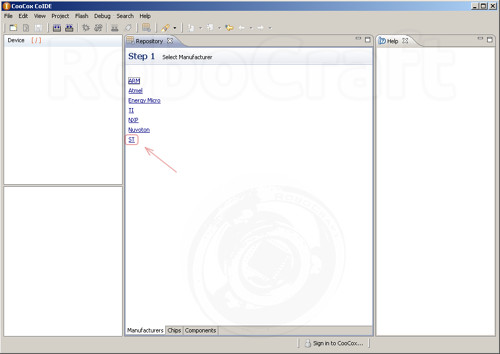 CooCox CoIDE
File Edit View Project Flash Debug Search Help
Device [ / ]
Repository
Help
Step 1 Select Manufacturer
ARM
Atmel
Energy Micro
TI
NXP
Nuvoton
ST
Manufacturers Chips Components
Sign in to CooCox...
RoboCraft